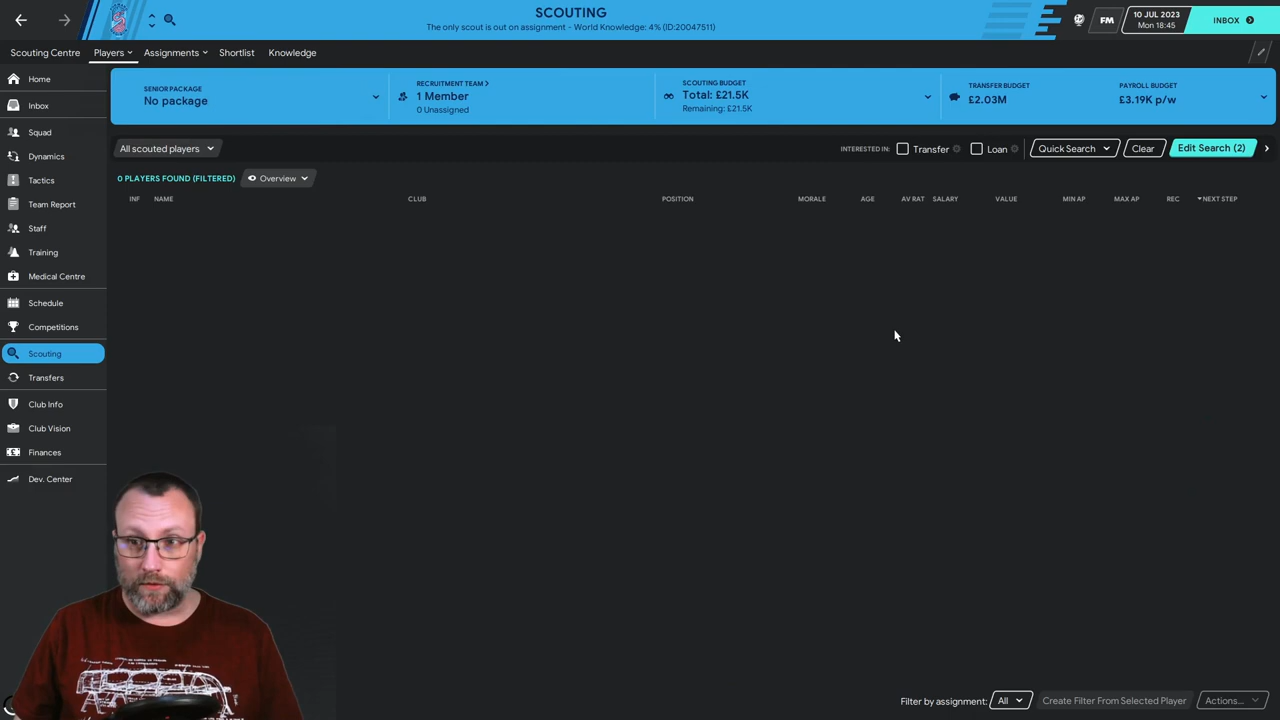 SCOUTING
The only scout is out on assignment - World Knowledge: 4% (ID:20047511)
FM
10 JUL 2023
Mon 18:45
INBOX
Scouting Centre
Players
Assignments
Shortlist
Knowledge
Home
Inbox
Squad
Dynamics
Tactics
Team Report
Staff
Training
Medical Centre
Schedule
Competitions
Scouting
Transfers
Club Info
Club Vision
Finances
Dev. Center
SENIOR PACKAGE
No package
RECRUITMENT TEAM >
1 Member
0 Unassigned
SCOUTING BUDGET
Total: £21.5K
Remaining: £21.5K
TRANSFER BUDGET
£2.03M
PAYROLL BUDGET
£3.19K p/w
All scouted players
INTERESTED IN:
Transfer
Loan
Quick Search
Clear
Edit Search (2)
0 PLAYERS FOUND (FILTERED)
Overview
INF
NAME
CLUB
POSITION
MORALE
AGE
AV RAT
SALARY
VALUE
MIN AP
MAX AP
REC
NEXT STEP
Filter by assignment:
All
Create Filter From Selected Player
Actions...